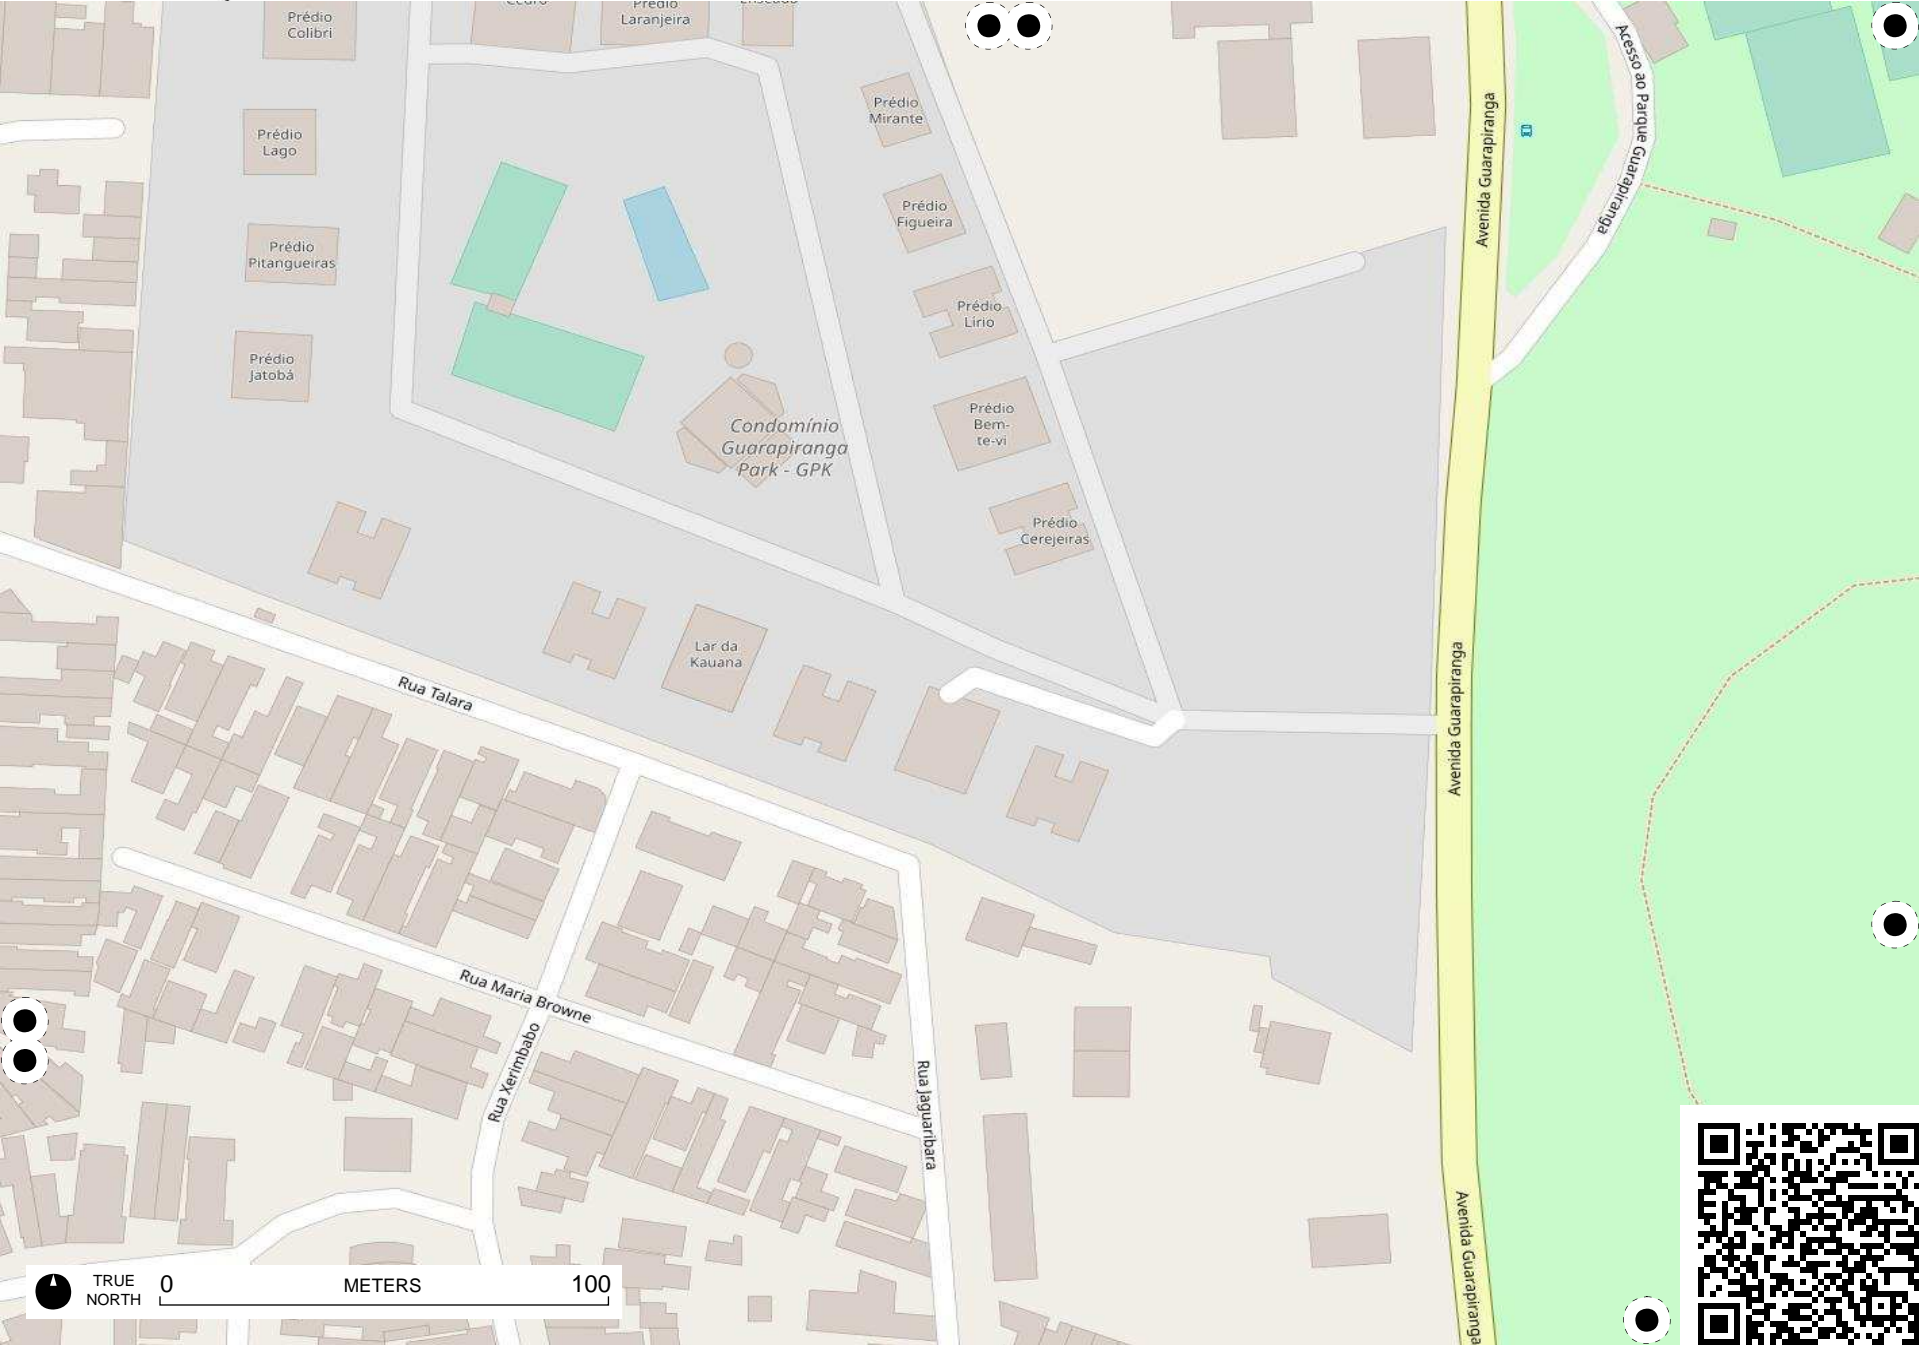 Prédio
Colibri
Prédio
Laranjeira
Prédio
Mirante
Prédio
Lago
Prédio
Figueira
Prédio
Pitangueiras
Prédio
Lírio
Prédio
Jatobá
Prédio
Bem-
te-vi
Condomínio
Guarapiranga
Park - GPK
Prédio
Cerejeiras
Lar da
Kauana
Avenida Guarapiranga
Acesso ao Parque Guarapiranga
Avenida Guarapiranga
Rua Talara
Rua Maria Browne
Rua Xerimbabo
Rua Jaguaribara
Avenida Guarapiranga
TRUE
NORTH
0 METERS 100